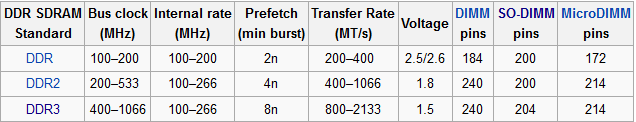 DDR SDRAM Standard Bus clock (MHz) Internal rate (MHz) Prefetch (min burst) Transfer Rate (MT/s) Voltage DIMM pins SO-DIMM pins MicroDIMM pins
DDR 100–200 100–200 2n 200–400 2.5/2.6 184 200 172
DDR2 200–533 100–266 4n 400–1066 1.8 240 200 214
DDR3 400–1066 100–266 8n 800–2133 1.5 240 204 214